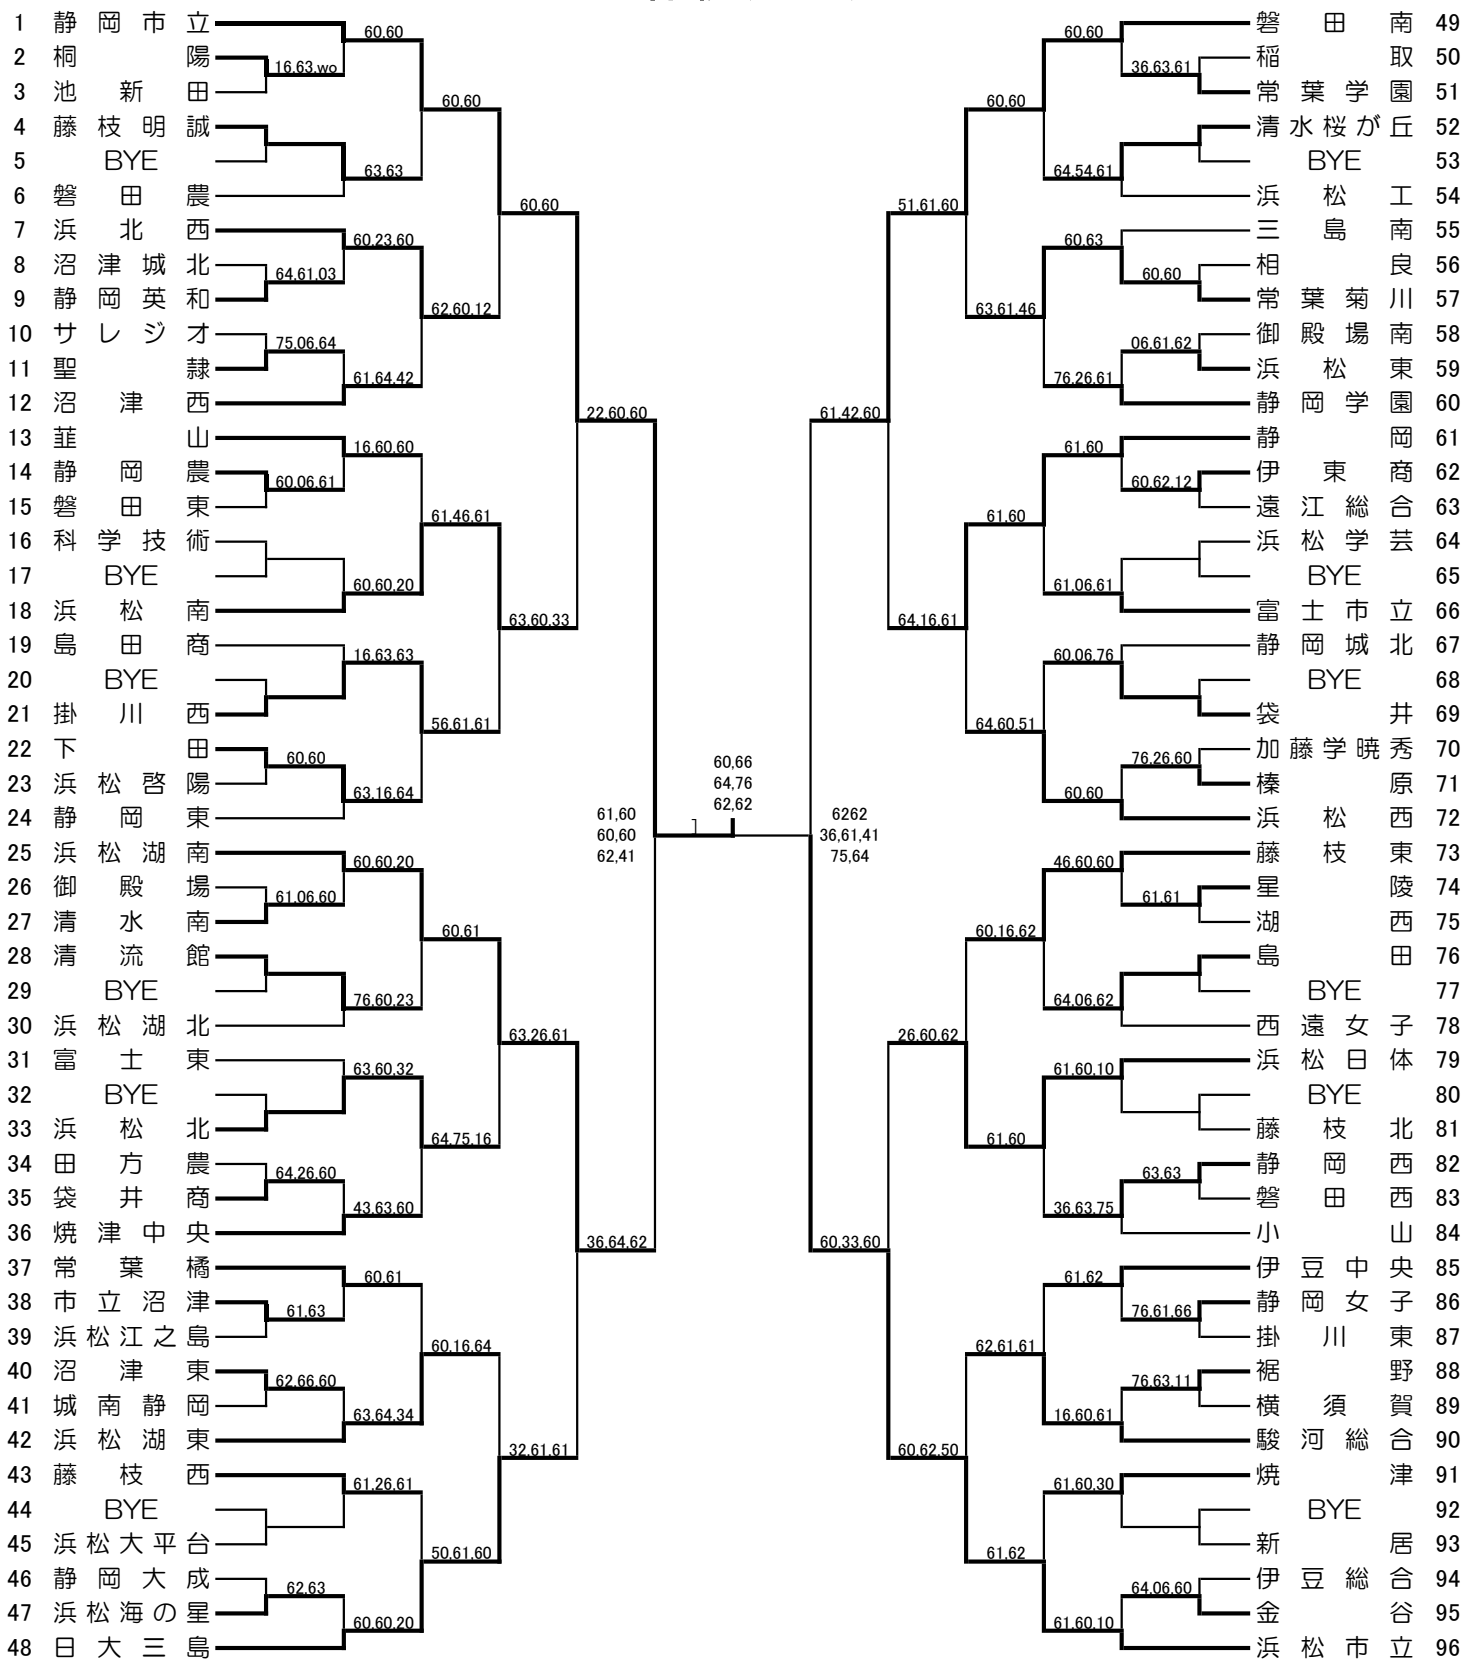 1 静岡市立
2 桐陽
3 池新田
4 藤枝明誠
5 BYE
6 磐田農
7 浜北西
8 沼津城北
9 静岡英和
10 サレジオ
11 聖隷
12 沼津西
13 韮山
14 静岡農
15 磐田東
16 科学技術
17 BYE
18 浜松南
19 島田商
20 BYE
21 掛川西
22 下田
23 浜松啓陽
24 静岡東
25 浜松湖南
26 御殿場
27 清水南
28 清流館
29 BYE
30 浜松湖北
31 富士東
32 BYE
33 浜松北
34 田方農
35 袋井商
36 焼津中央
37 常葉橘
38 市立沼津
39 浜松江之島
40 沼津東
41 城南静岡
42 浜松湖東
43 藤枝西
44 BYE
45 浜松大平台
46 静岡大成
47 浜松海の星
48 日大三島
16.63.wo
64.61.03
75.06.64
60.06.61
60,60
61.06.60
64.26.60
61,63
62.66.60
62,63
60,60
63,63
60.23.60
61.64.42
16.60.60
60.60.20
16.63.63
63.16.64
60.60.20
76.60.23
63.60.32
43.63.60
60,61
63.64.34
61.26.61
60.60.20
60,60
62.60.12
61.46.61
56.61.61
60,61
64.75.16
60.16.64
50.61.60
60,60
63.60.33
63.26.61
32.61.61
22.60.60
36.64.62
61,60
60,60
62,41
60,66
64,76
62,62
6262
36,61,41
75,64
61.42.60
60.33.60
51.61.60
64.16.61
26.60.62
60.62.50
60,60
63.61.46
61,60
64.60.51
60.16.62
61,60
62.61.61
61,62
60,60
64.54.61
60,63
76.26.61
61,60
61.06.61
60.06.76
60,60
46.60.60
64.06.62
61.60.10
36.63.75
61,62
16.60.61
61.60.30
61.60.10
36.63.61
60,60
06.61.62
60.62.12
76.26.60
61,61
63,63
76.61.66
76.63.11
64.06.60
磐田南 49
稲取 50
常葉学園 51
清水桜が丘 52
BYE 53
浜松工 54
三島南 55
相良 56
常葉菊川 57
御殿場南 58
浜松東 59
静岡学園 60
静岡 61
伊東商 62
遠江総合 63
浜松学芸 64
BYE 65
富士市立 66
静岡城北 67
BYE 68
袋井 69
加藤学暁秀 70
榛原 71
浜松西 72
藤枝東 73
星陵 74
湖西 75
島田 76
BYE 77
西遠女子 78
浜松日体 79
BYE 80
藤枝北 81
静岡西 82
磐田西 83
小山 84
伊豆中央 85
静岡女子 86
掛川東 87
裾野 88
横須賀 89
駿河総合 90
焼津 91
BYE 92
新居 93
伊豆総合 94
金谷 95
浜松市立 96